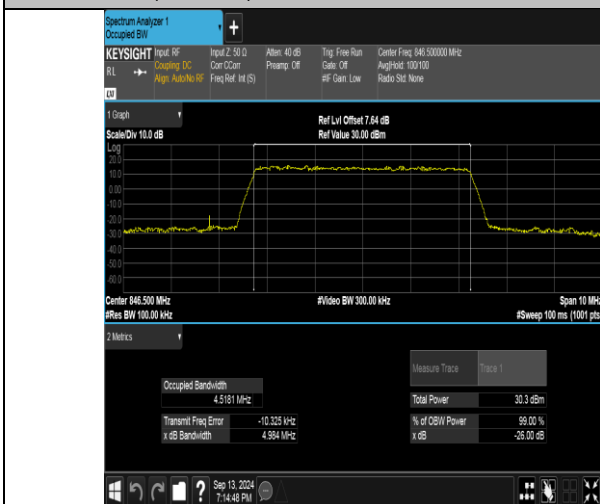 Spectrum Analyzer 1
Occupied BW
+
KEYSIGHT Input: RF Input Z: 50 Ω Atten: 40 dB Trig: Free Run Center Freq: 846.500000 MHz
RL Coupling: DC Corr CCorr Preamp: Off Gate: Off Avg|Hold: 100/100
Align: Auto/No RF Freq Ref: Int (S) #IF Gain: Low Radio Std: None
LXI
1 Graph
Ref Lvl Offset 7.64 dB
Scale/Div 10.0 dB Ref Value 30.00 dBm
Log
20.0
10.0
0.00
-10.0
-20.0
-30.0
-40.0
-50.0
-60.0
Center 846.500 MHz #Video BW 300.00 kHz Span 10 MHz
#Res BW 100.00 kHz #Sweep 100 ms (1001 pts
2 Metrics
Measure Trace Trace 1
Occupied Bandwidth
4.5181 MHz Total Power 30.3 dBm
Transmit Freq Error -10.325 kHz % of OBW Power 99.00 %
x dB Bandwidth 4.984 MHz x dB -26.00 dB
? Sep 13, 2024
7:14:48 PM